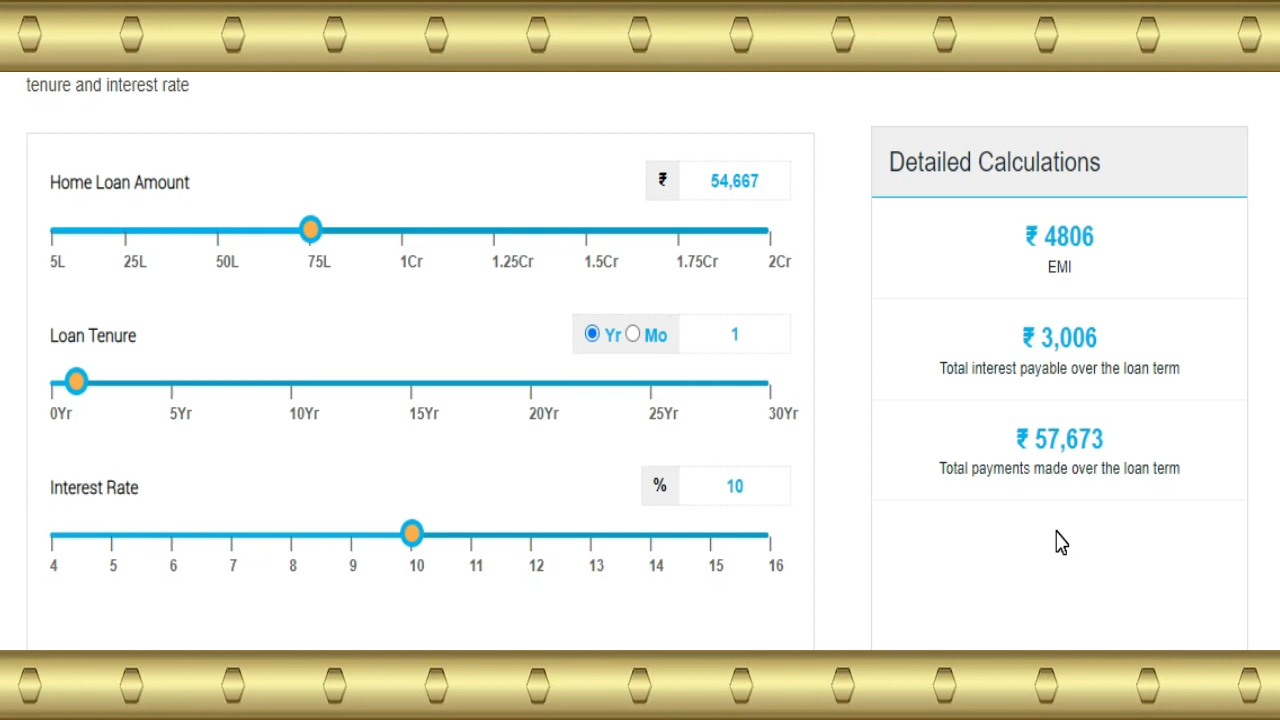 tenure and interest rate
Home Loan Amount ₹ 54,667
5L 25L 50L 75L 1Cr 1.25Cr 1.5Cr 1.75Cr 2Cr
Loan Tenure Yr Mo 1
0Yr 5Yr 10Yr 15Yr 20Yr 25Yr 30Yr
Interest Rate % 10
4 5 6 7 8 9 10 11 12 13 14 15 16
Detailed Calculations
₹ 4806
EMI
₹ 3,006
Total interest payable over the loan term
₹ 57,673
Total payments made over the loan term